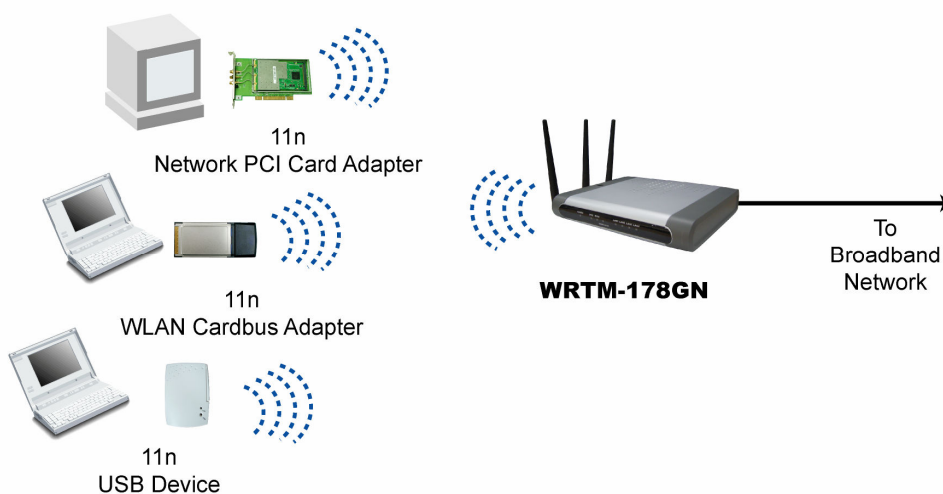 11n
Network PCI Card Adapter
11n
WLAN Cardbus Adapter
11n
USB Device
WRTM-178GN
To
Broadband
Network